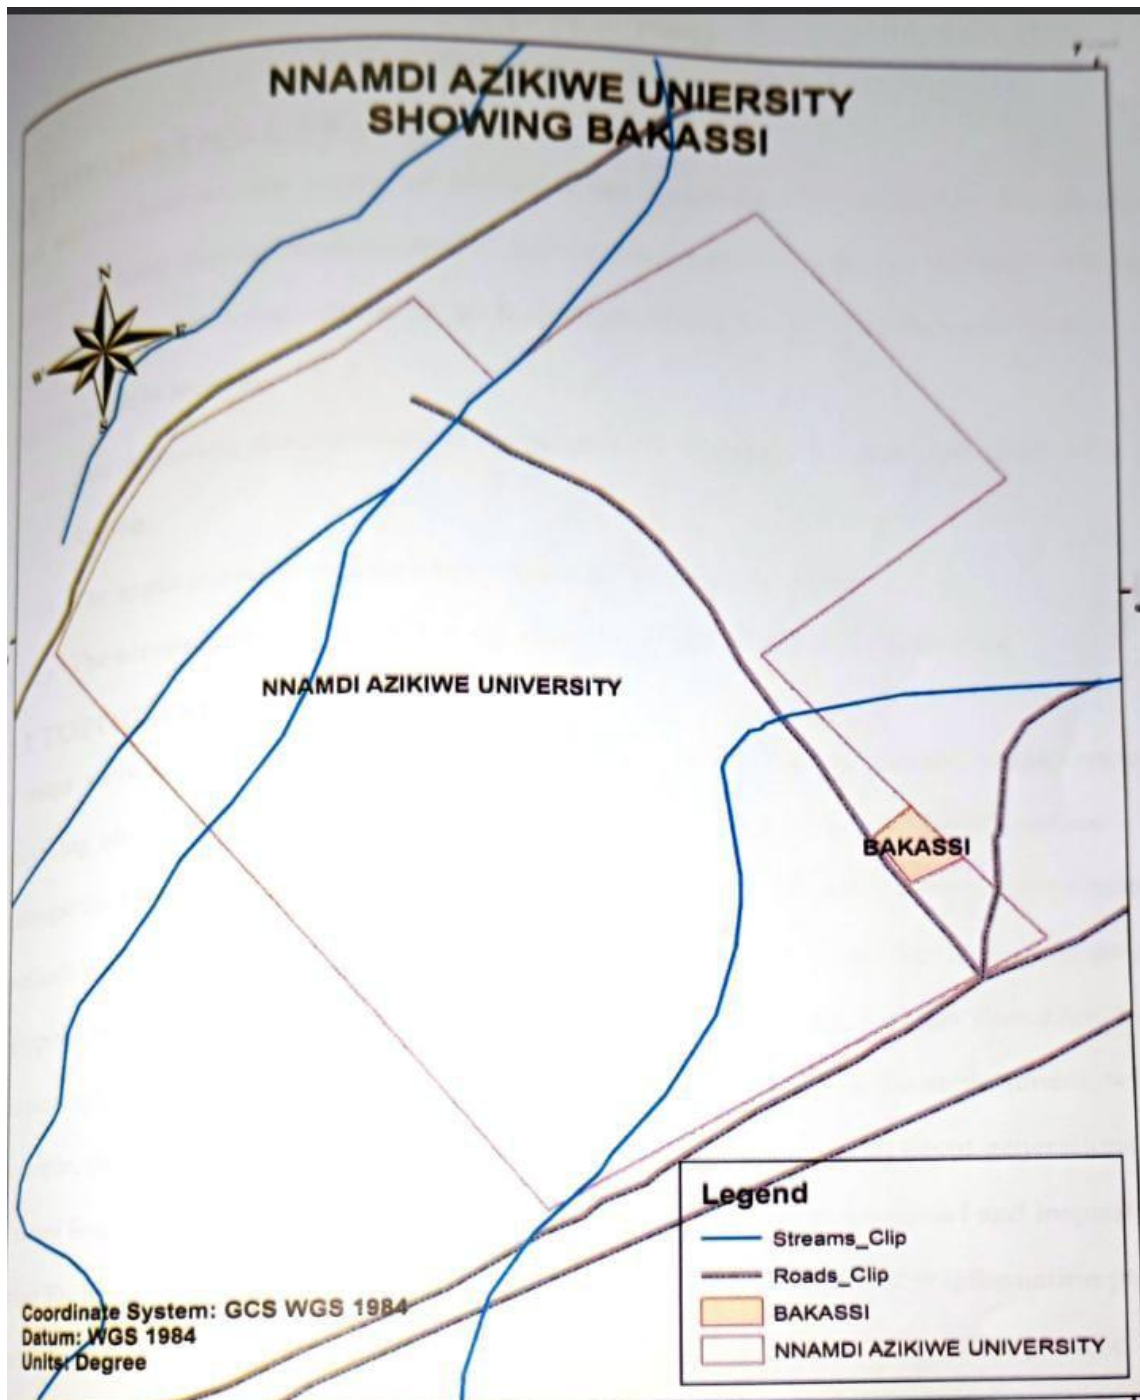 NNAMDI AZIKIWE UNIERSITY
SHOWING BAKASSI
N
E
W
S
NNAMDI AZIKIWE UNIVERSITY
BAKASSI
Legend
Streams_Clip
Roads_Clip
BAKASSI
NNAMDI AZIKIWE UNIVERSITY
Coordinate System: GCS WGS 1984
Datum: WGS 1984
Units: Degree